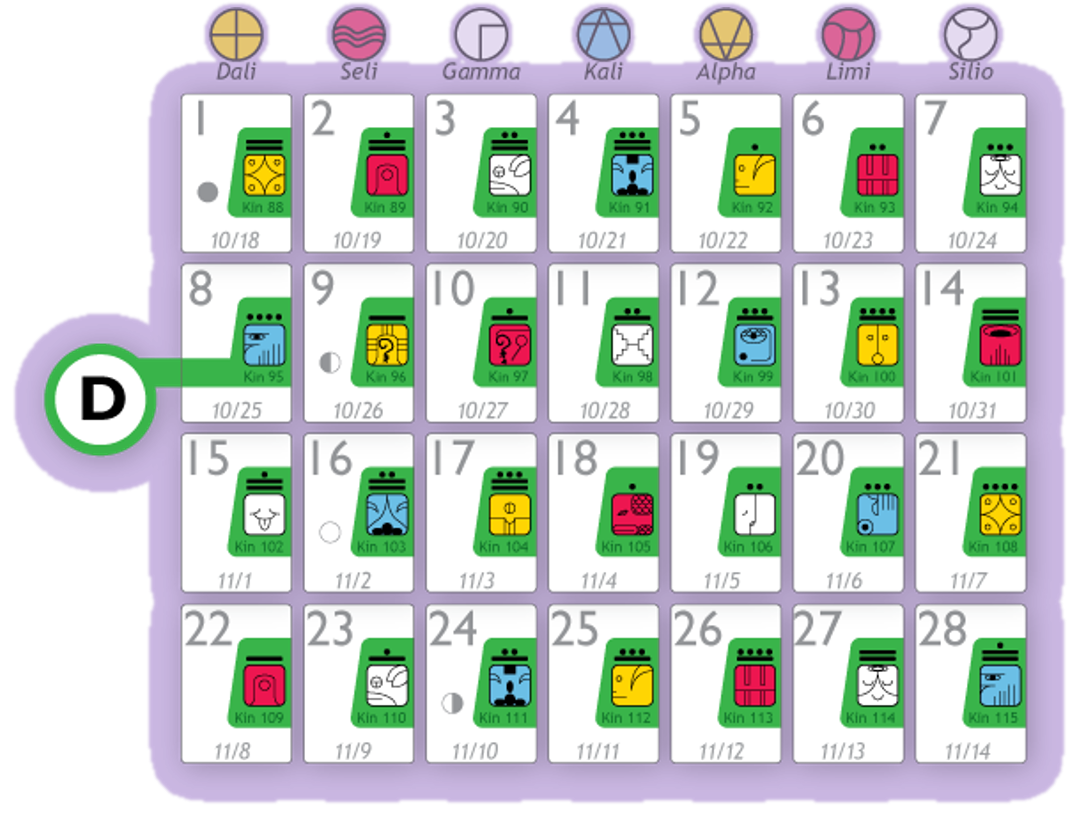 Dali Seli Gamma Kali Alpha Limi Silio
1 2 3 4 5 6 7
Kin 88 Kin 89 Kin 90 Kin 91 Kin 92 Kin 93 Kin 94
10/18 10/19 10/20 10/21 10/22 10/23 10/24
8 9 10 11 12 13 14
D
Kin 95 Kin 96 Kin 97 Kin 98 Kin 99 Kin 100 Kin 101
10/25 10/26 10/27 10/28 10/29 10/30 10/31
15 16 17 18 19 20 21
Kin 102 Kin 103 Kin 104 Kin 105 Kin 106 Kin 107 Kin 108
11/1 11/2 11/3 11/4 11/5 11/6 11/7
22 23 24 25 26 27 28
Kin 109 Kin 110 Kin 111 Kin 112 Kin 113 Kin 114 Kin 115
11/8 11/9 11/10 11/11 11/12 11/13 11/14